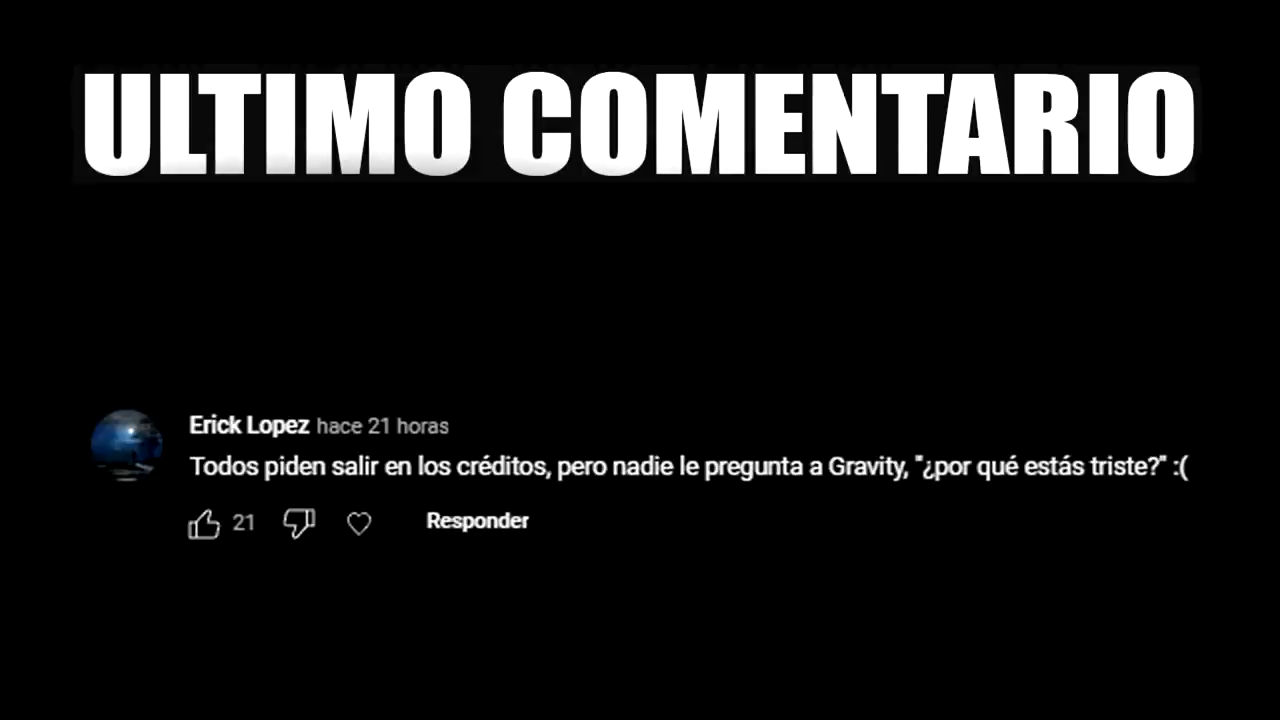 ULTIMO COMENTARIO
Erick Lopez hace 21 horas
Todos piden salir en los créditos, pero nadie le pregunta a Gravity, "¿por qué estás triste?" :(
21 Responder